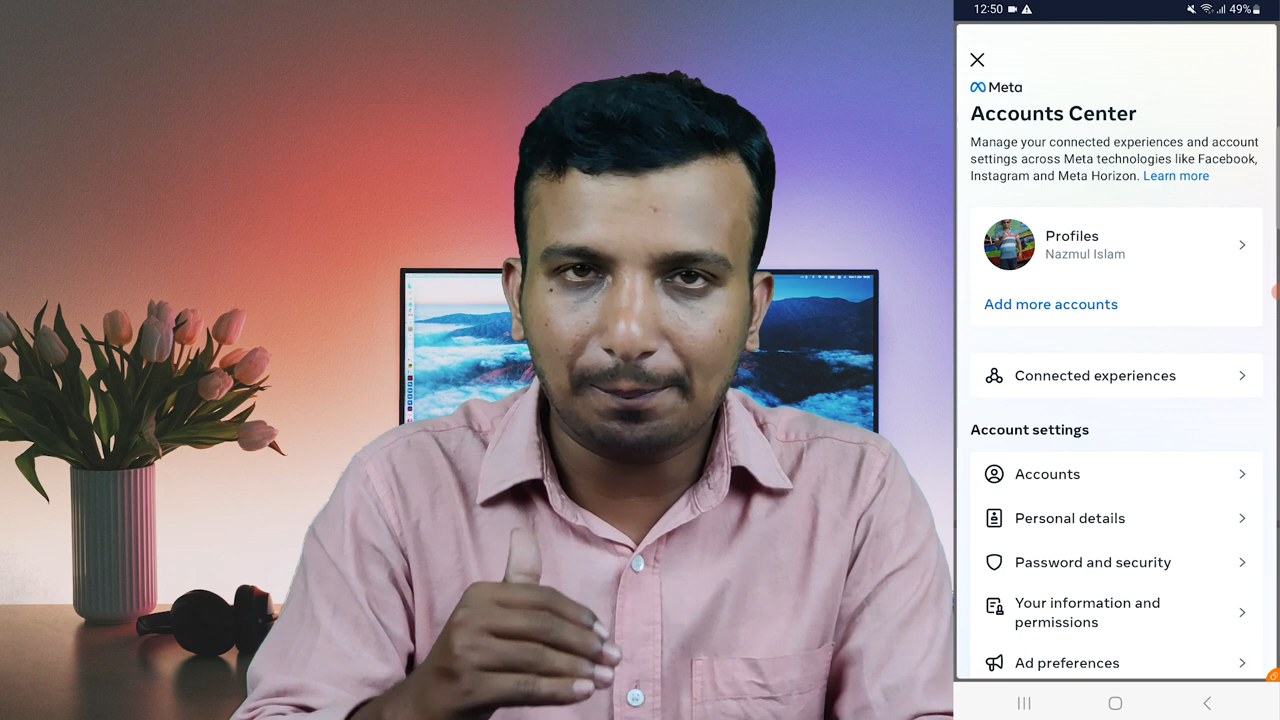 12:50
49%
Meta
Accounts Center
Manage your connected experiences and account
settings across Meta technologies like Facebook,
Instagram and Meta Horizon. Learn more
Profiles
Nazmul Islam
Add more accounts
Connected experiences
Account settings
Accounts
Personal details
Password and security
Your information and
permissions
Ad preferences